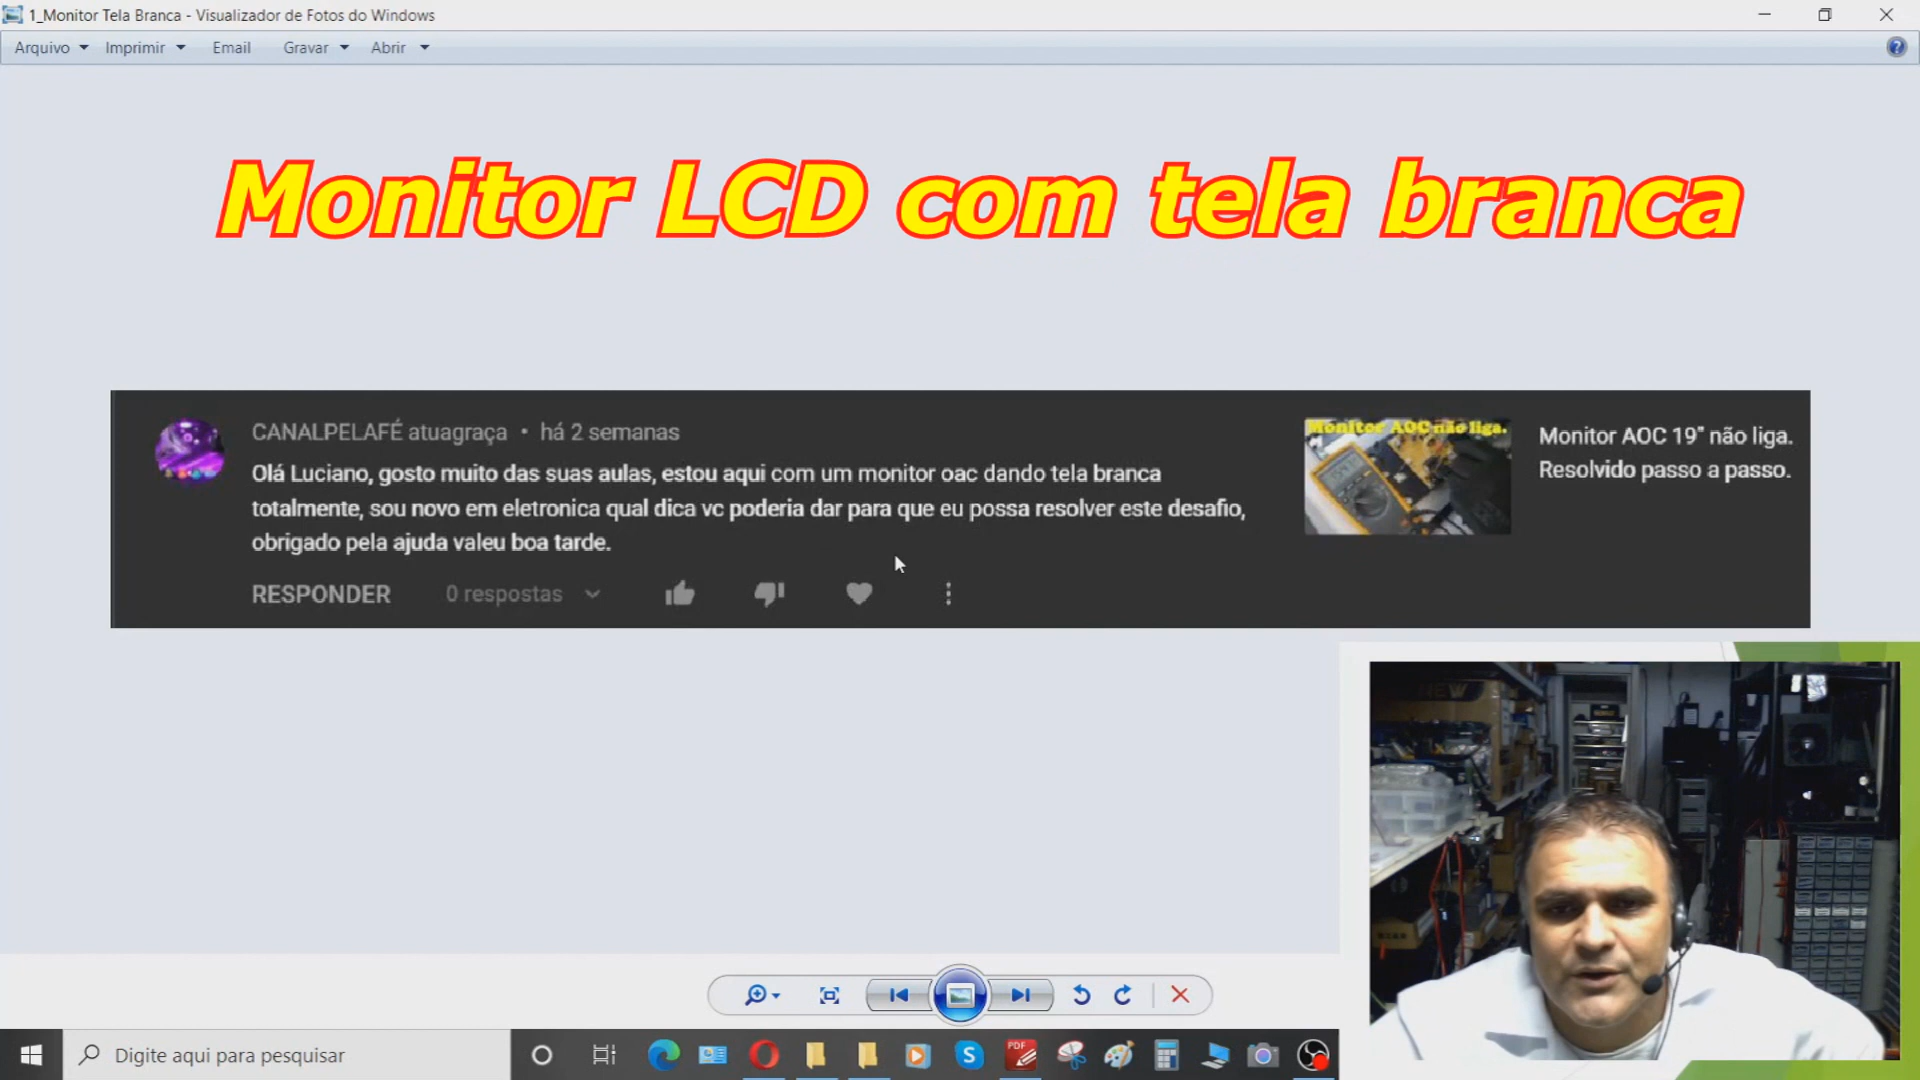 1_Monitor Tela Branca - Visualizador de Fotos do Windows
Arquivo Imprimir Email Gravar Abrir
Monitor LCD com tela branca
CANALPELAFÉ atuagraça • há 2 semanas
Olá Luciano, gosto muito das suas aulas, estou aqui com um monitor oac dando tela branca
totalmente, sou novo em eletronica qual dica vc poderia dar para que eu possa resolver este desafio,
obrigado pela ajuda valeu boa tarde.
RESPONDER 0 respostas
Monitor AOC não liga.
Monitor AOC 19" não liga.
Resolvido passo a passo.
Digite aqui para pesquisar
PDF